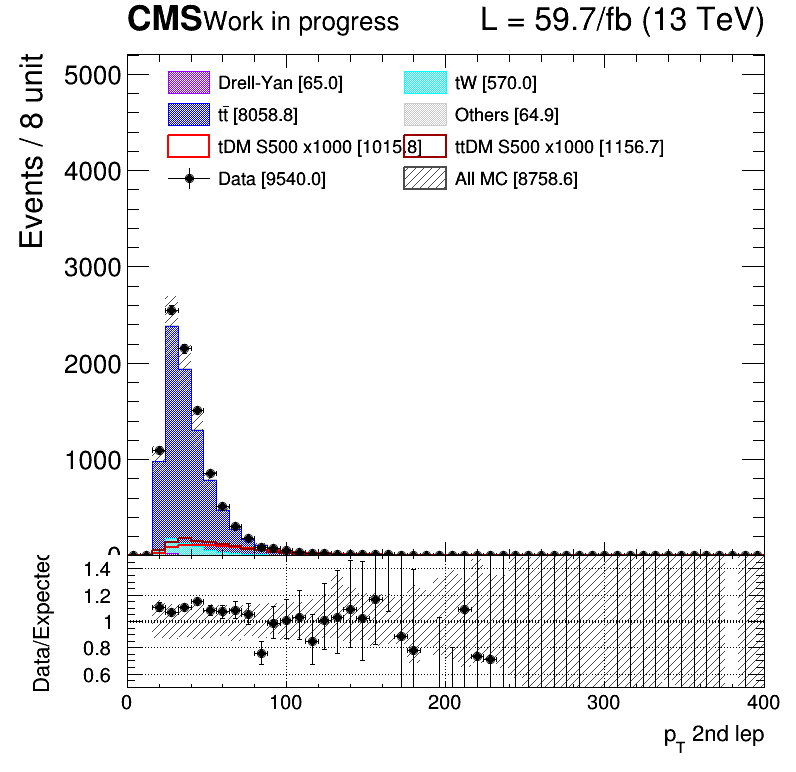 CMS Work in progress L = 59.7/fb (13 TeV)
Events / 8 unit
5000
4000
3000
2000
1000
0
Drell-Yan [65.0] tW [570.0]
tt̄ [8058.8] Others [64.9]
tDM S500 x1000 [1015.8] ttDM S500 x1000 [1156.7]
Data [9540.0] All MC [8758.6]
Data/Expected
1.4
1.2
1
0.8
0.6
0 100 200 300 400
p_T 2nd lep